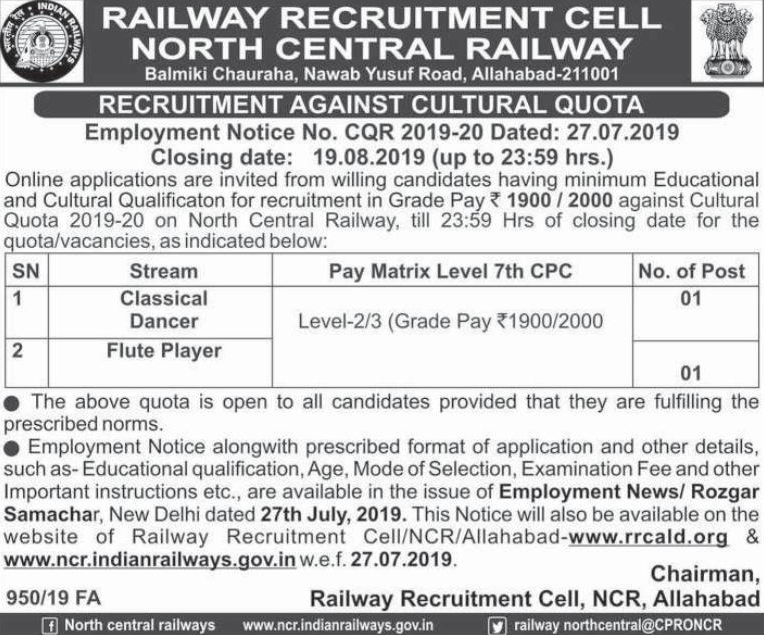 RAILWAY RECRUITMENT CELL
NORTH CENTRAL RAILWAY
Balmiki Chauraha, Nawab Yusuf Road, Allahabad-211001
RECRUITMENT AGAINST CULTURAL QUOTA
Employment Notice No. CQR 2019-20 Dated: 27.07.2019
Closing date: 19.08.2019 (up to 23:59 hrs.)
Online applications are invited from willing candidates having minimum Educational
and Cultural Qualificaton for recruitment in Grade Pay ₹ 1900 / 2000 against Cultural
Quota 2019-20 on North Central Railway, till 23:59 Hrs of closing date for the
quota/vacancies, as indicated below:
SN Stream Pay Matrix Level 7th CPC No. of Post
1 Classical Dancer Level-2/3 (Grade Pay ₹1900/2000 01
2 Flute Player 01
● The above quota is open to all candidates provided that they are fulfilling the
prescribed norms.
● Employment Notice alongwith prescribed format of application and other details,
such as- Educational qualification, Age, Mode of Selection, Examination Fee and other
Important instructions etc., are available in the issue of Employment News/ Rozgar
Samachar, New Delhi dated 27th July, 2019. This Notice will also be available on the
website of Railway Recruitment Cell/NCR/Allahabad-www.rrcald.org &
www.ncr.indianrailways.gov.in w.e.f. 27.07.2019.
Chairman,
950/19 FA Railway Recruitment Cell, NCR, Allahabad
North central railways www.ncr.indianrailways.gov.in railway northcentral@CPRONCR